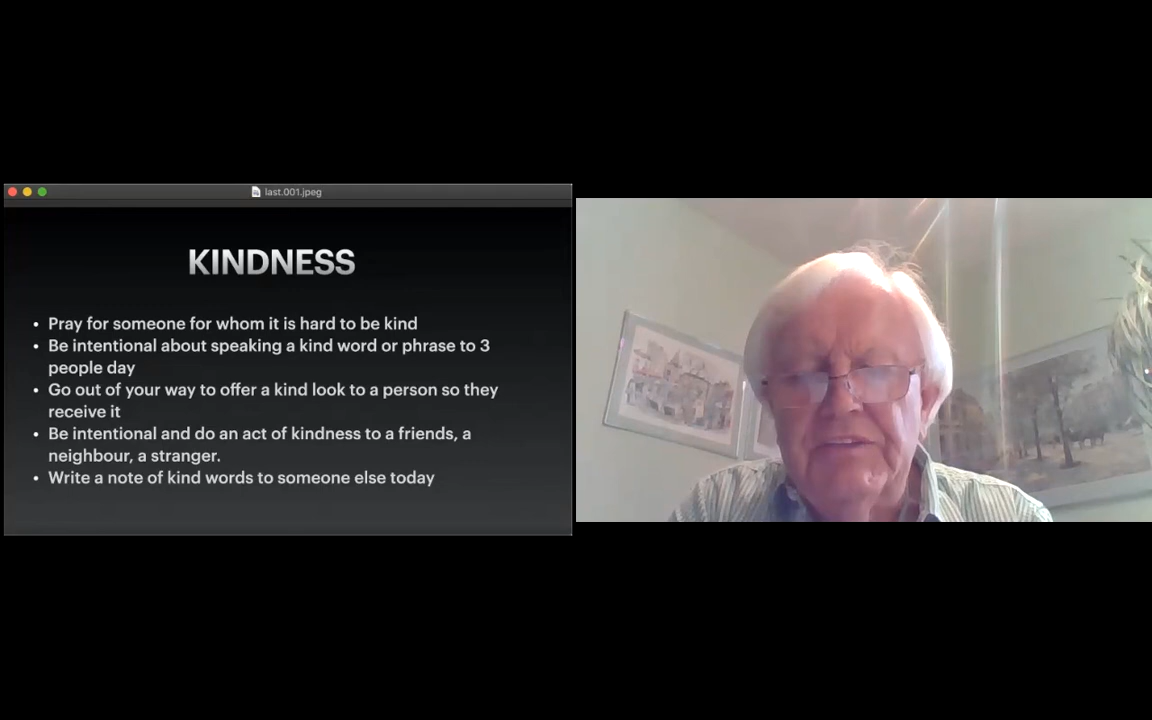 last.001.jpeg
KINDNESS
• Pray for someone for whom it is hard to be kind
• Be intentional about speaking a kind word or phrase to 3
people day
• Go out of your way to offer a kind look to a person so they
receive it
• Be intentional and do an act of kindness to a friends, a
neighbour, a stranger.
• Write a note of kind words to someone else today